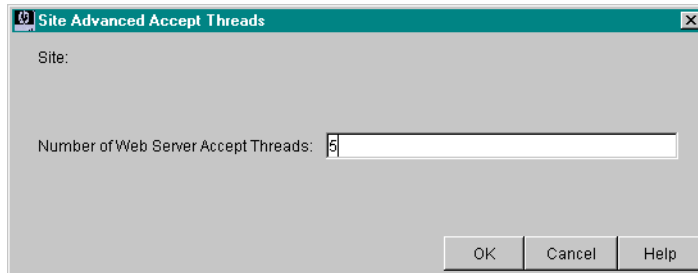 Site Advanced Accept Threads
Site:
Number of Web Server Accept Threads: 5
OK Cancel Help